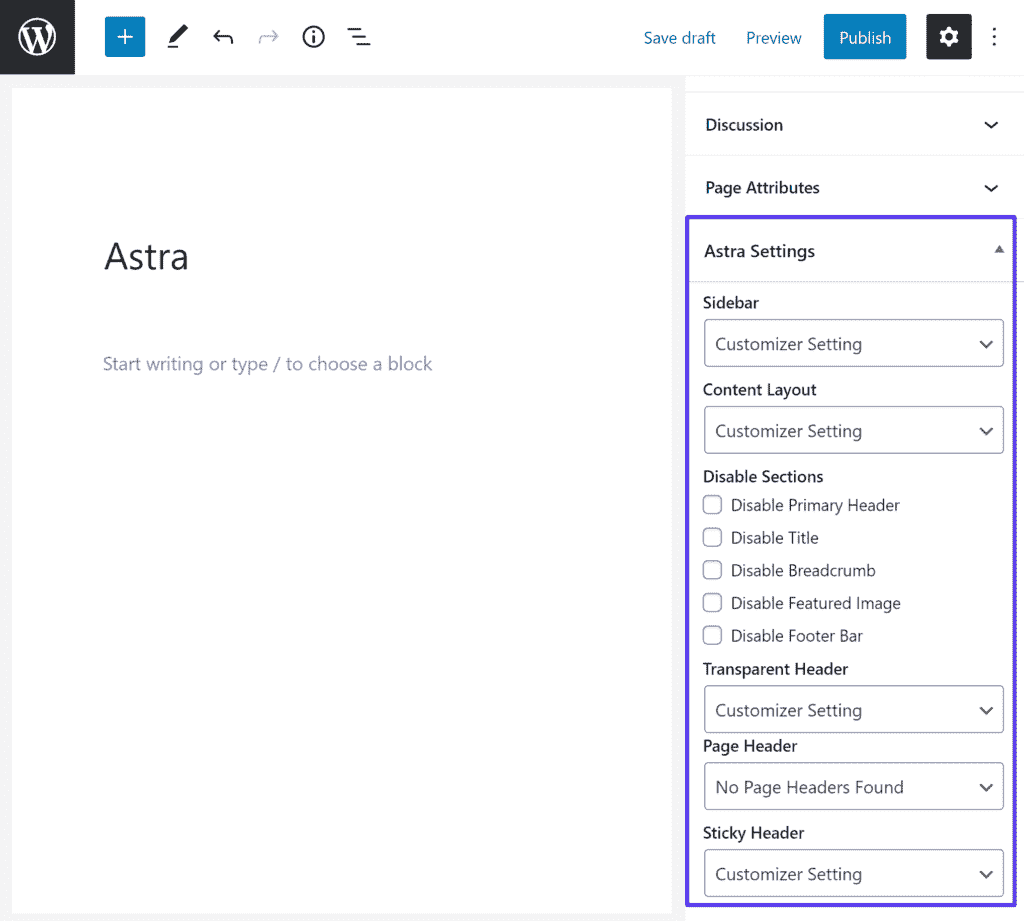 Save draft
Preview
Publish
Astra
Start writing or type / to choose a block
Discussion
Page Attributes
Astra Settings
Sidebar
Customizer Setting
Content Layout
Customizer Setting
Disable Sections
Disable Primary Header
Disable Title
Disable Breadcrumb
Disable Featured Image
Disable Footer Bar
Transparent Header
Customizer Setting
Page Header
No Page Headers Found
Sticky Header
Customizer Setting